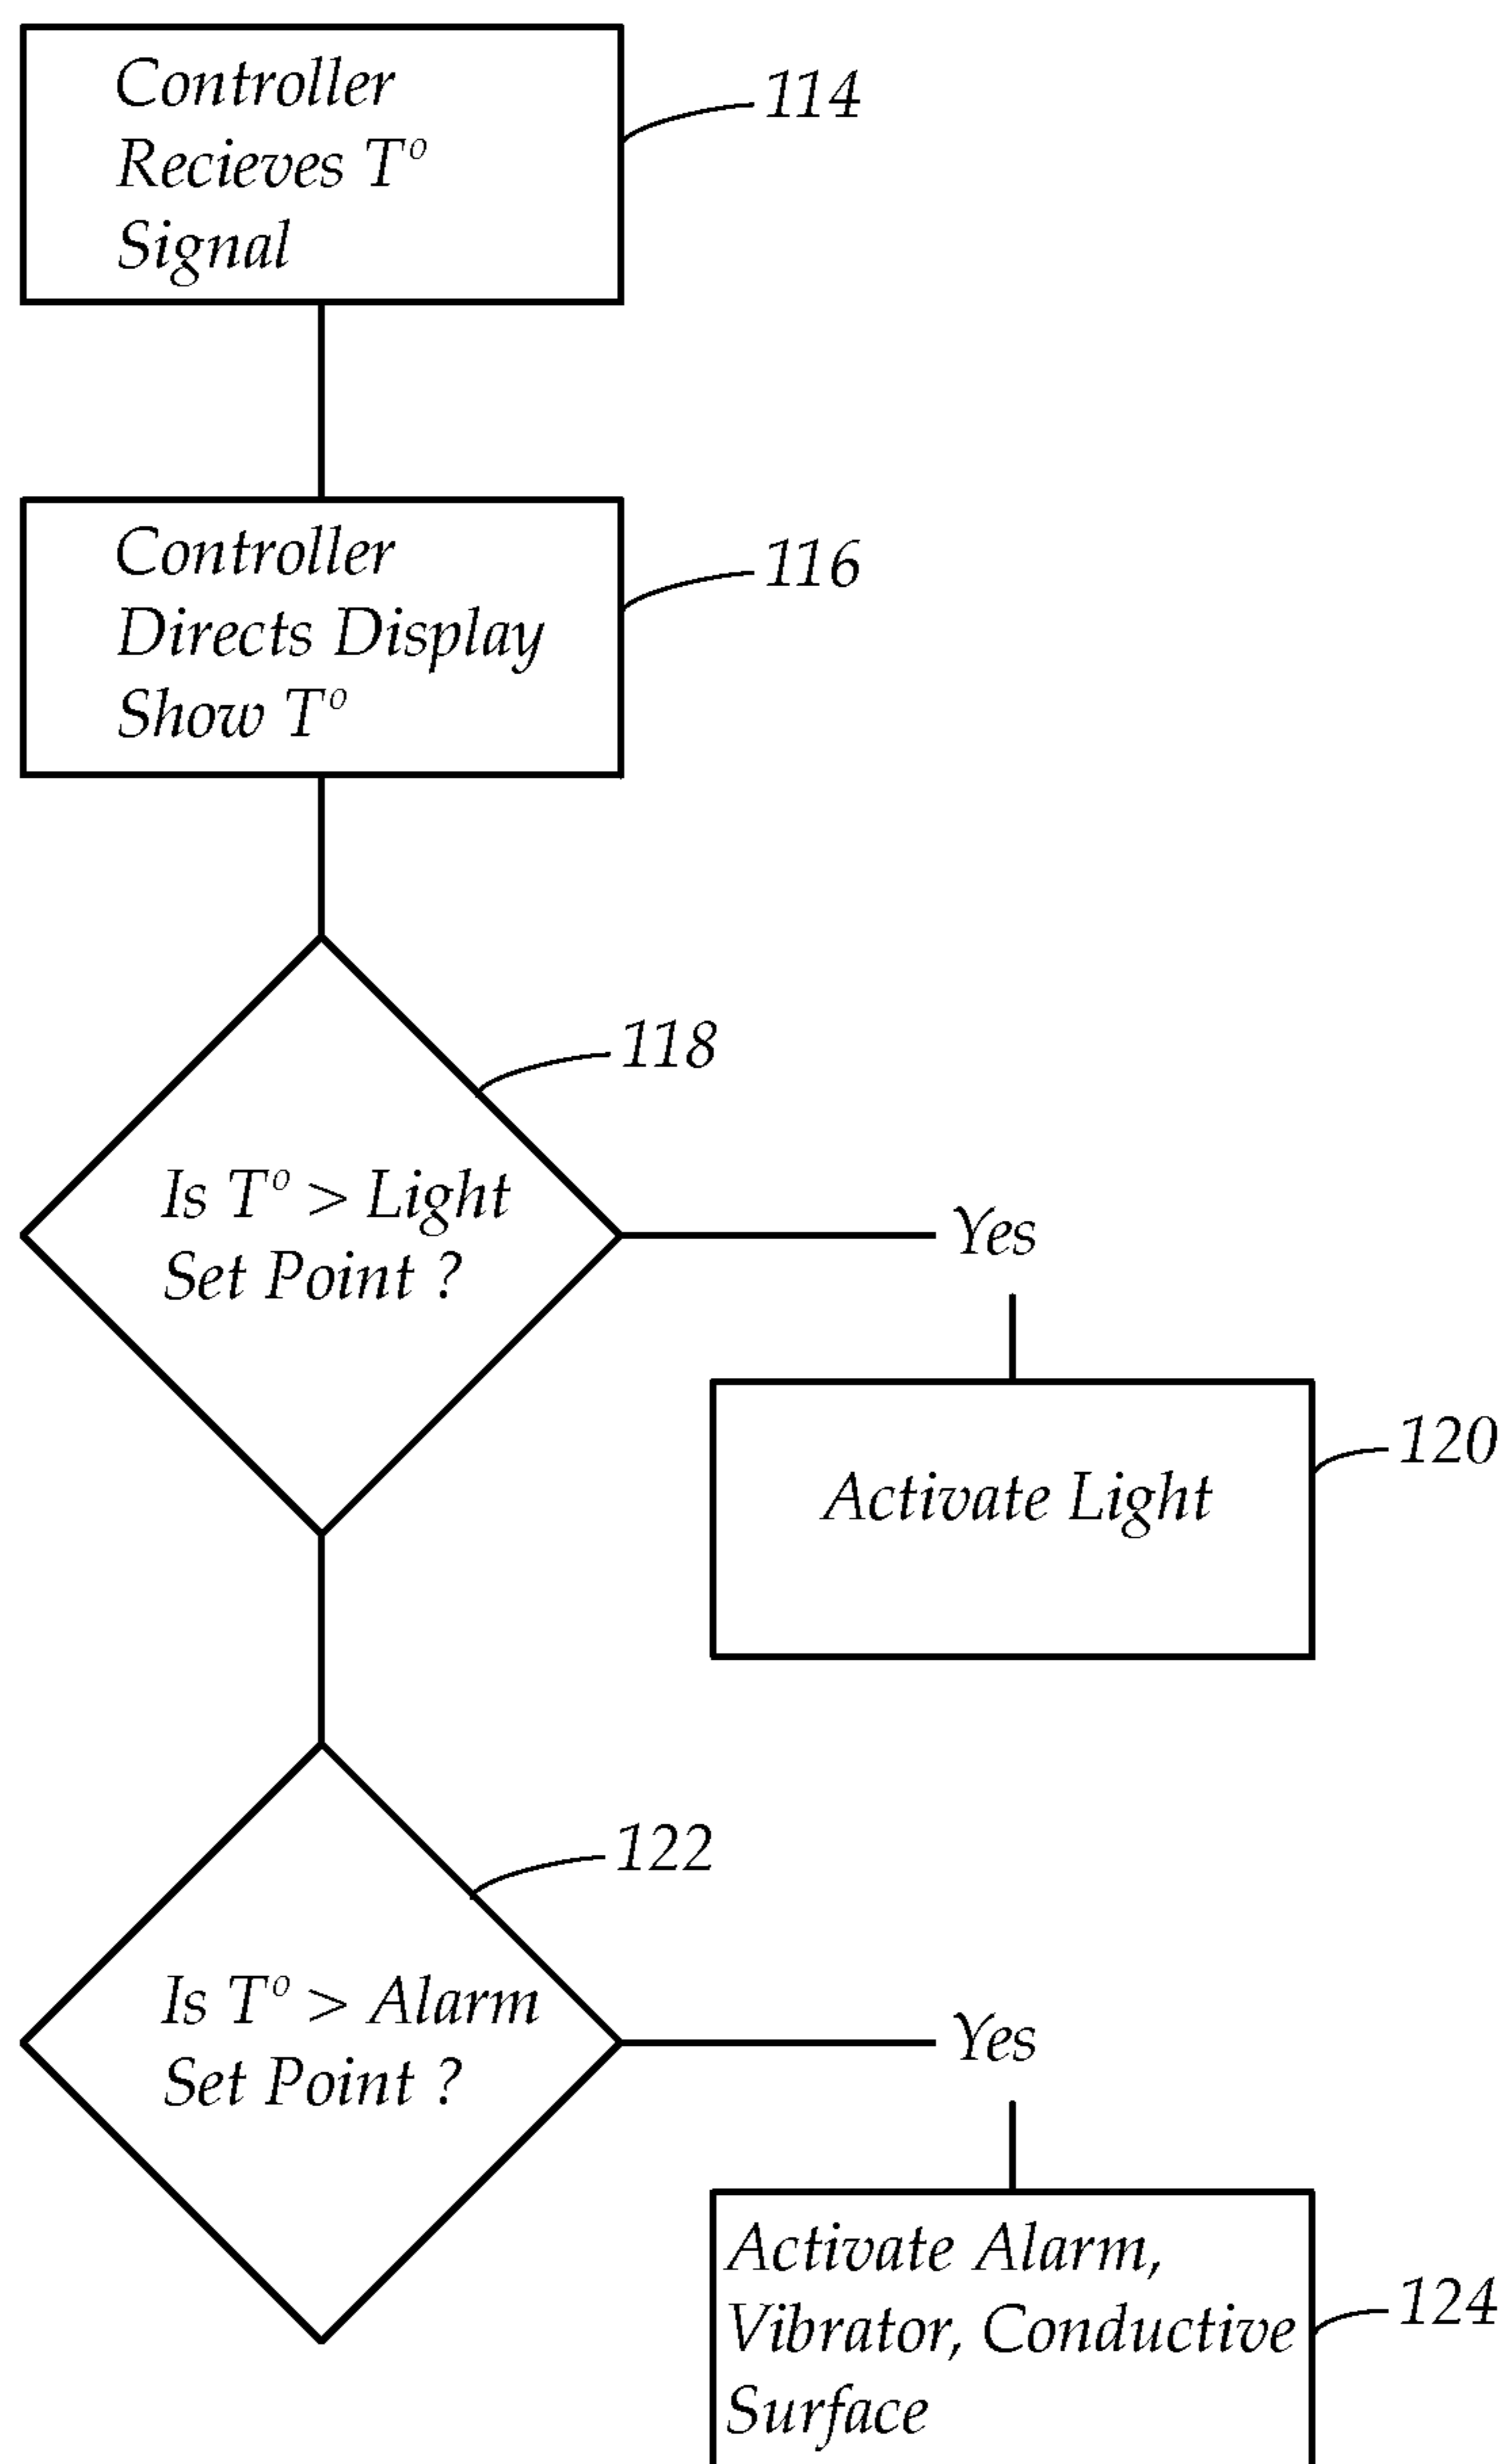 Controller
Recieves T°
Signal
114
Controller
Directs Display
Show T°
116
118
Is T° > Light
Set Point ?
Yes
Activate Light
120
122
Is T° > Alarm
Set Point ?
Yes
Activate Alarm,
Vibrator, Conductive
Surface
124